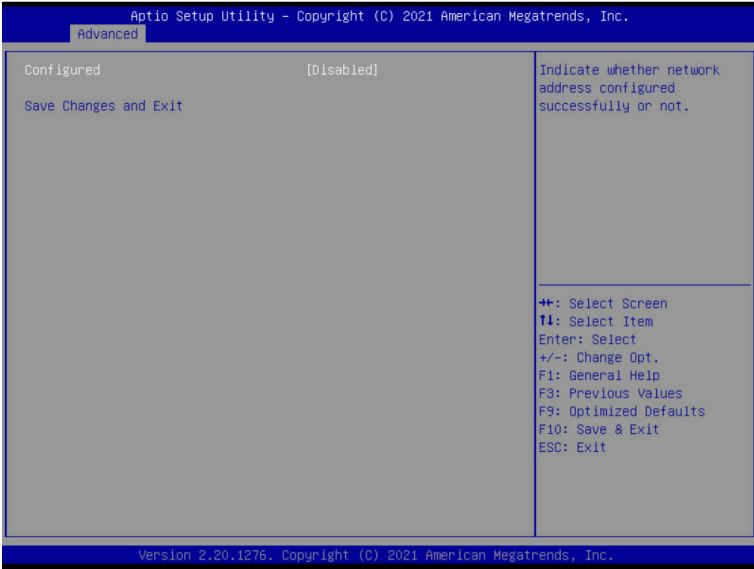 Aptio Setup Utility – Copyright (C) 2021 American Megatrends, Inc.
Advanced
Configured [Disabled]
Save Changes and Exit
Indicate whether network
address configured
successfully or not.
→←: Select Screen
↑↓: Select Item
Enter: Select
+/-: Change Opt.
F1: General Help
F3: Previous Values
F9: Optimized Defaults
F10: Save & Exit
ESC: Exit
Version 2.20.1276. Copyright (C) 2021 American Megatrends, Inc.